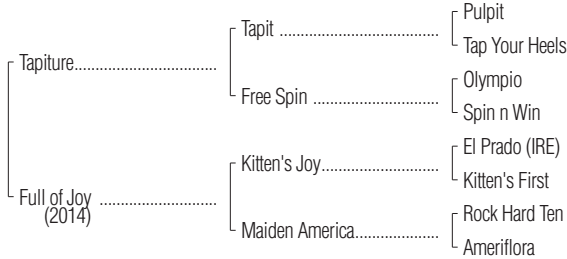 Pulpit
Tapit ....................................
Tap Your Heels
Tapiture................................
Olympio
Free Spin ............................
Spin n Win
El Prado (IRE)
Kitten's Joy..........................
Kitten's First
Full of Joy ..........................
(2014)
Rock Hard Ten
Maiden America...................
Ameriflora